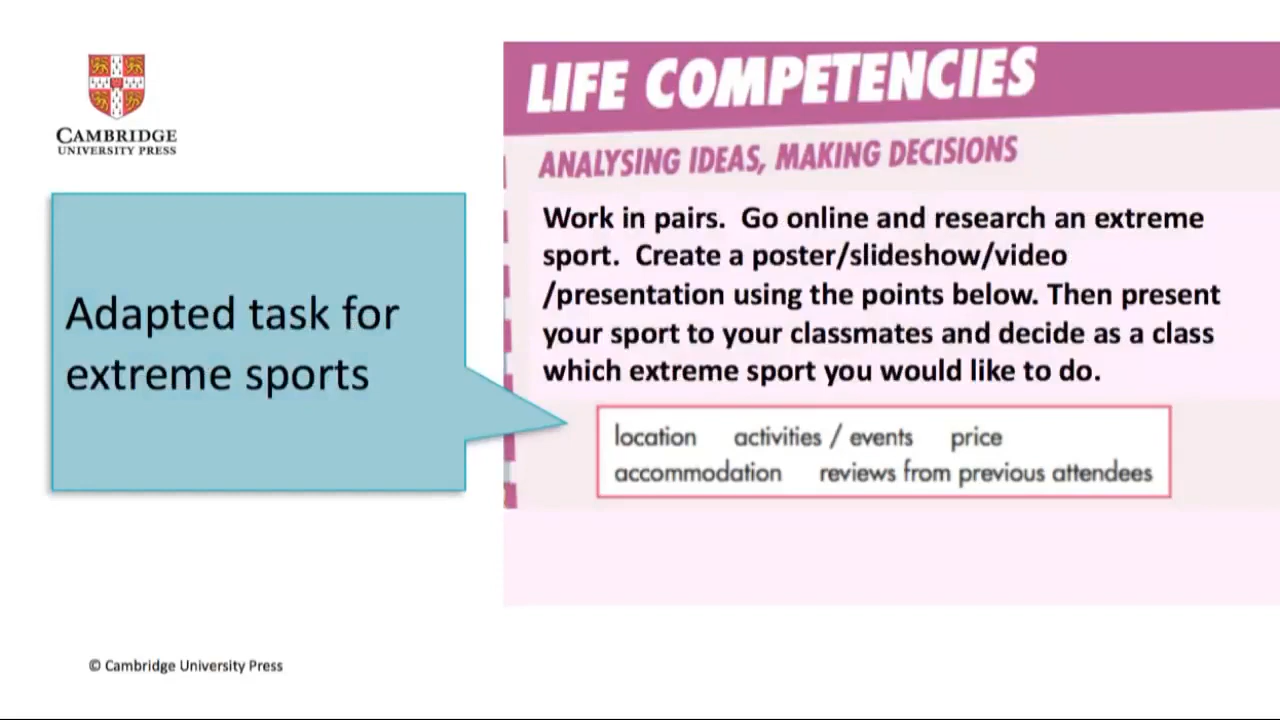 CAMBRIDGE
UNIVERSITY PRESS
Adapted task for
extreme sports
LIFE COMPETENCIES
ANALYSING IDEAS, MAKING DECISIONS
Work in pairs. Go online and research an extreme
sport. Create a poster/slideshow/video
/presentation using the points below. Then present
your sport to your classmates and decide as a class
which extreme sport you would like to do.
location activities / events price
accommodation reviews from previous attendees
© Cambridge University Press